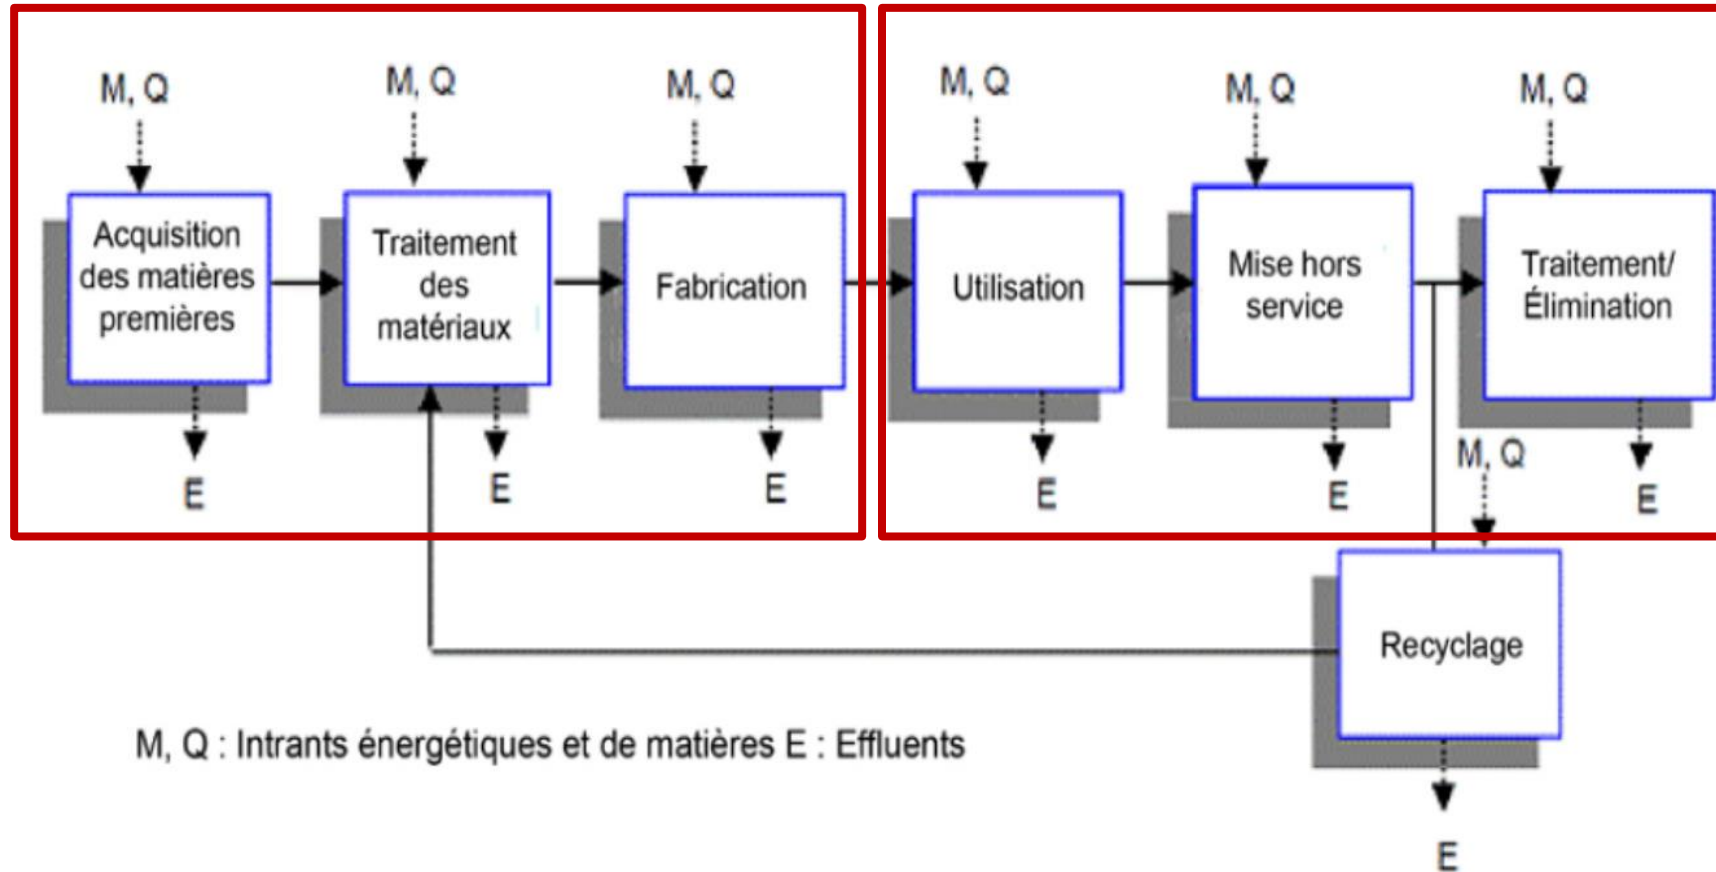 M, Q
M, Q
M, Q
M, Q
M, Q
M, Q
Acquisition
des matières
premières
Traitement
des
matériaux
Fabrication
Utilisation
Mise hors
service
Traitement/
Élimination
E
E
E
E
E
E
M, Q
Recyclage
M, Q : Intrants énergétiques et de matières E : Effluents
E